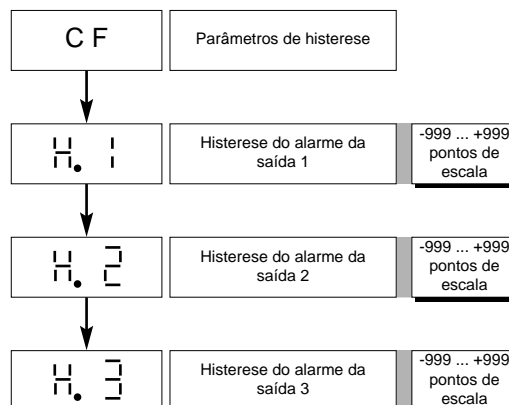 C F
Parâmetros de histerese
H. 1
Histerese do alarme da
saída 1
-999 ... +999
pontos de
escala
H. 2
Histerese do alarme da
saída 2
-999 ... +999
pontos de
escala
H. 3
Histerese do alarme da
saída 3
-999 ... +999
pontos de
escala